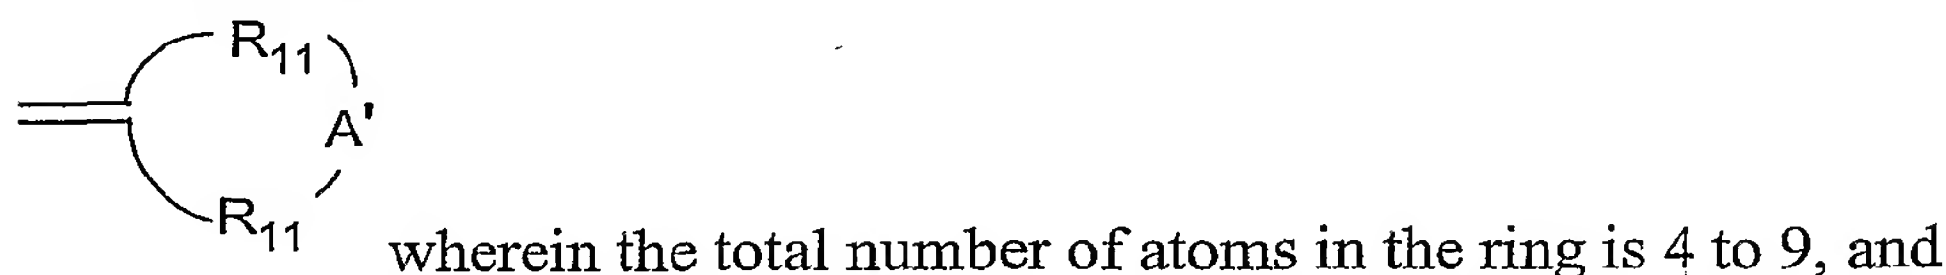 R11
A'
R11
wherein the total number of atoms in the ring is 4 to 9, and